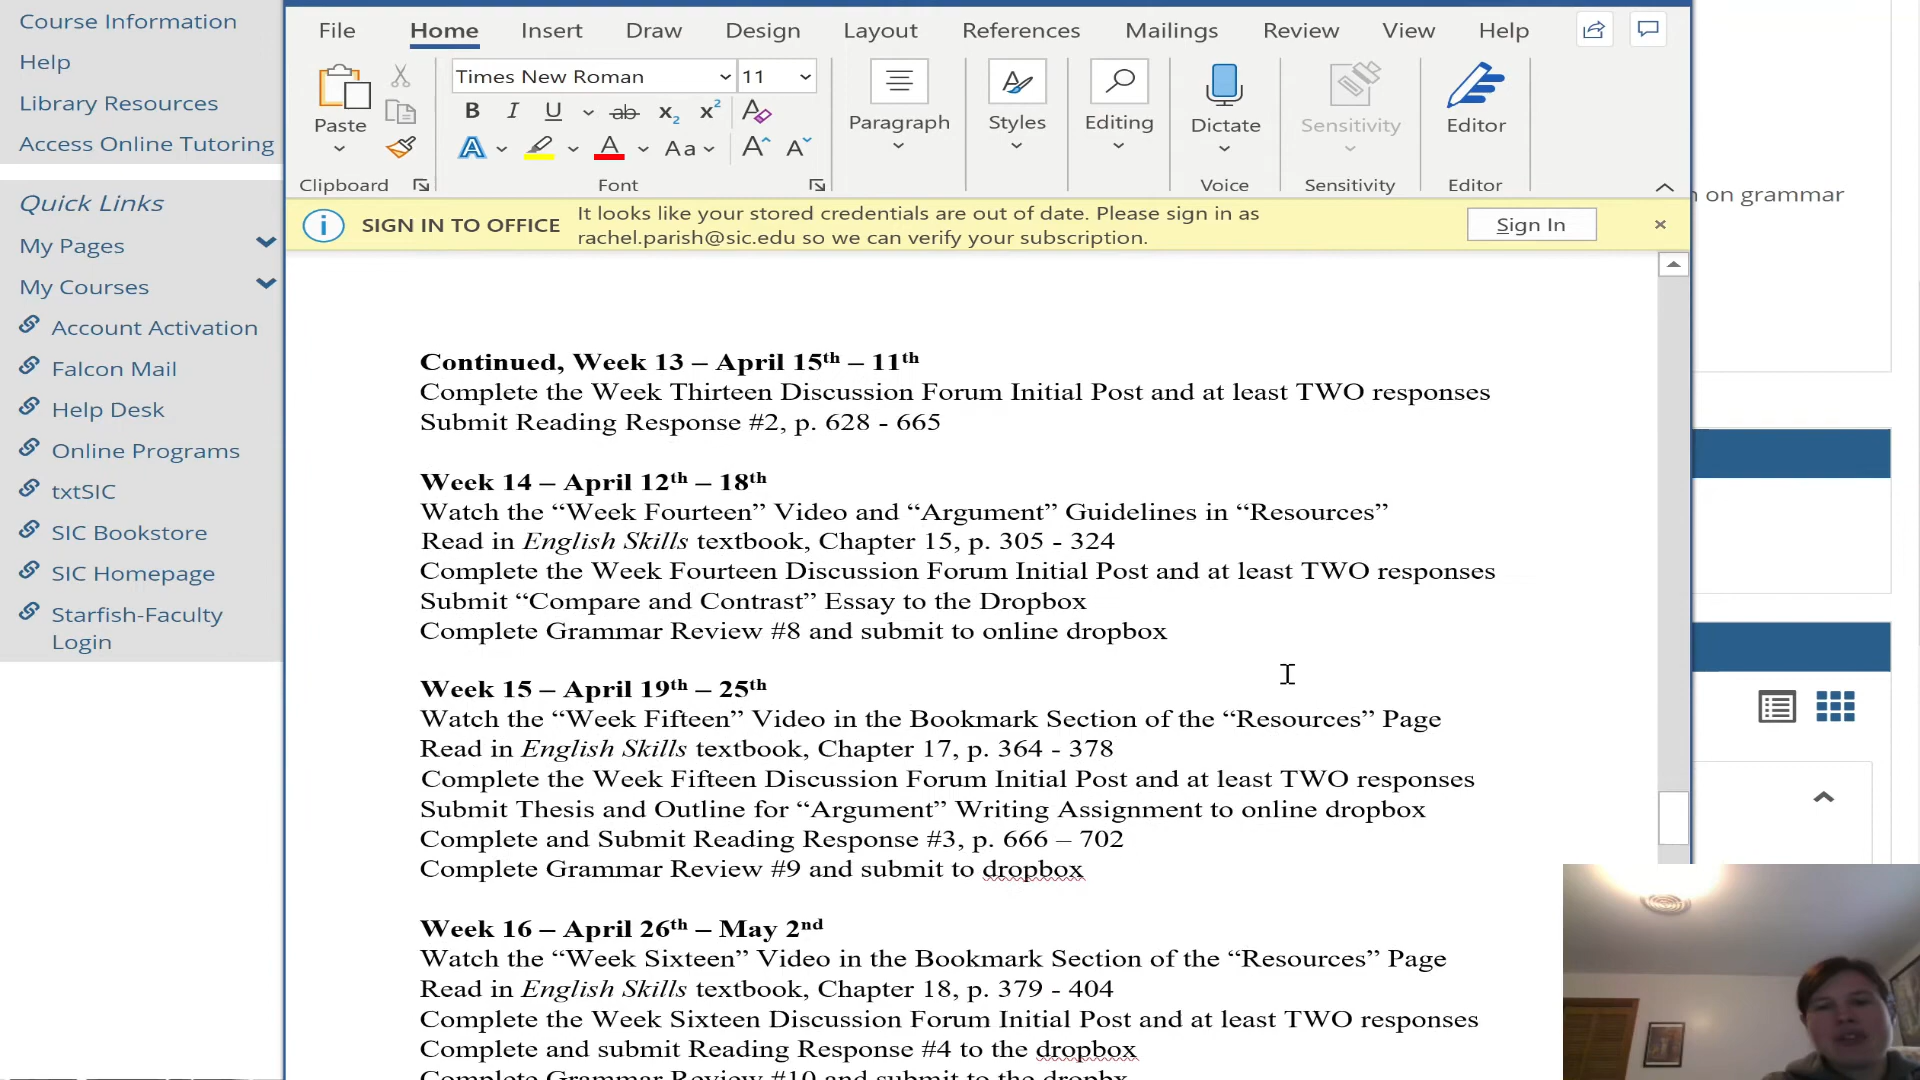 Course Information
Help
Library Resources
Access Online Tutoring
Quick Links
My Pages
My Courses
Account Activation
Falcon Mail
Help Desk
Online Programs
txtSIC
SIC Bookstore
SIC Homepage
Starfish-Faculty
Login
File Home Insert Draw Design Layout References Mailings Review View Help
Times New Roman 11
Paste
B I U ab x₂ x² A
A A Aa A A
Paragraph
Styles
Editing
Dictate
Sensitivity
Editor
Clipboard Font Voice Sensitivity Editor
SIGN IN TO OFFICE It looks like your stored credentials are out of date. Please sign in as
rachel.parish@sic.edu so we can verify your subscription.
Sign In
on grammar
Continued, Week 13 – April 15th – 11th
Complete the Week Thirteen Discussion Forum Initial Post and at least TWO responses
Submit Reading Response #2, p. 628 - 665
Week 14 – April 12th – 18th
Watch the “Week Fourteen” Video and “Argument” Guidelines in “Resources”
Read in English Skills textbook, Chapter 15, p. 305 - 324
Complete the Week Fourteen Discussion Forum Initial Post and at least TWO responses
Submit “Compare and Contrast” Essay to the Dropbox
Complete Grammar Review #8 and submit to online dropbox
Week 15 – April 19th – 25th
Watch the “Week Fifteen” Video in the Bookmark Section of the “Resources” Page
Read in English Skills textbook, Chapter 17, p. 364 - 378
Complete the Week Fifteen Discussion Forum Initial Post and at least TWO responses
Submit Thesis and Outline for “Argument” Writing Assignment to online dropbox
Complete and Submit Reading Response #3, p. 666 – 702
Complete Grammar Review #9 and submit to dropbox
Week 16 – April 26th – May 2nd
Watch the “Week Sixteen” Video in the Bookmark Section of the “Resources” Page
Read in English Skills textbook, Chapter 18, p. 379 - 404
Complete the Week Sixteen Discussion Forum Initial Post and at least TWO responses
Complete and submit Reading Response #4 to the dropbox
Complete Grammar Review #10 and submit to the dropbx